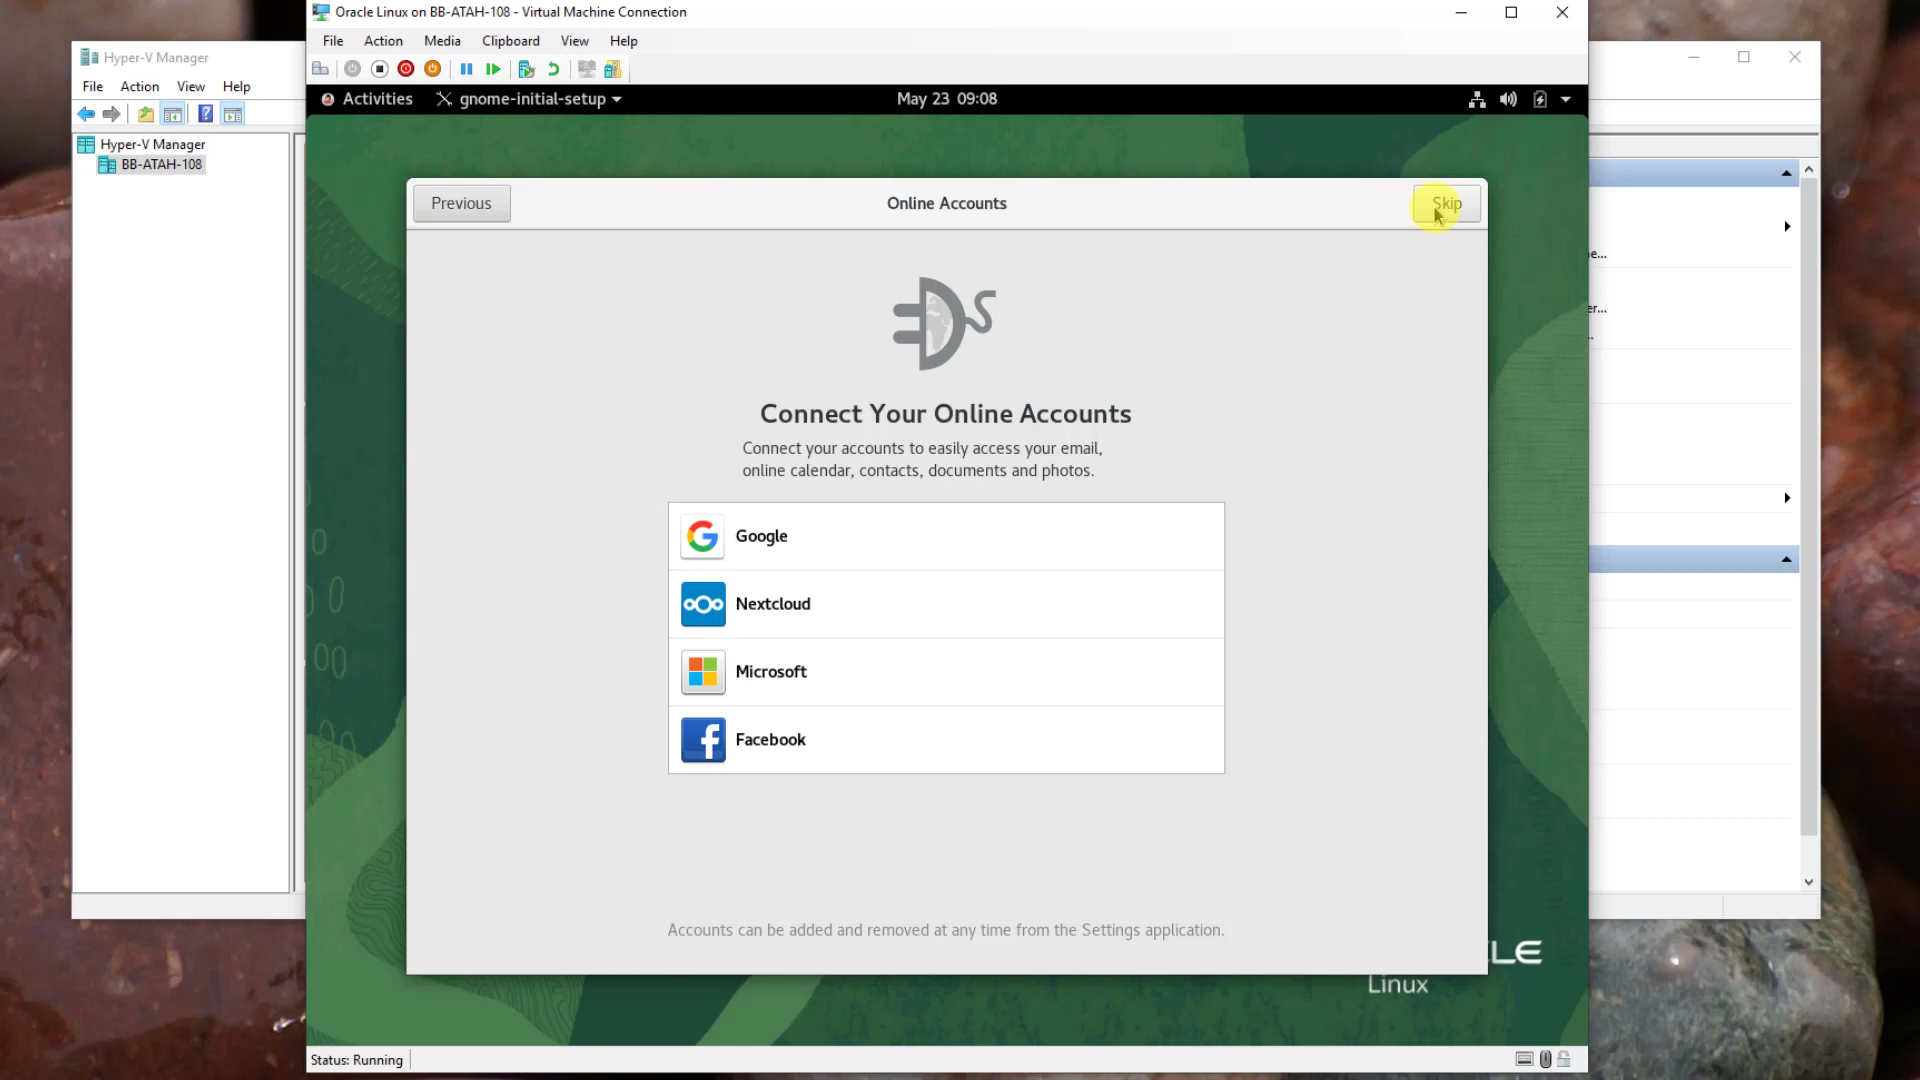 Oracle Linux on BB-ATAH-108 - Virtual Machine Connection
File Action Media Clipboard View Help
Hyper-V Manager
File Action View Help
Hyper-V Manager
BB-ATAH-108
Activities gnome-initial-setup May 23 09:08
Previous Online Accounts Skip
Connect Your Online Accounts
Connect your accounts to easily access your email,
online calendar, contacts, documents and photos.
Google
Nextcloud
Microsoft
Facebook
Accounts can be added and removed at any time from the Settings application.
LE
Linux
Status: Running
e...
er...